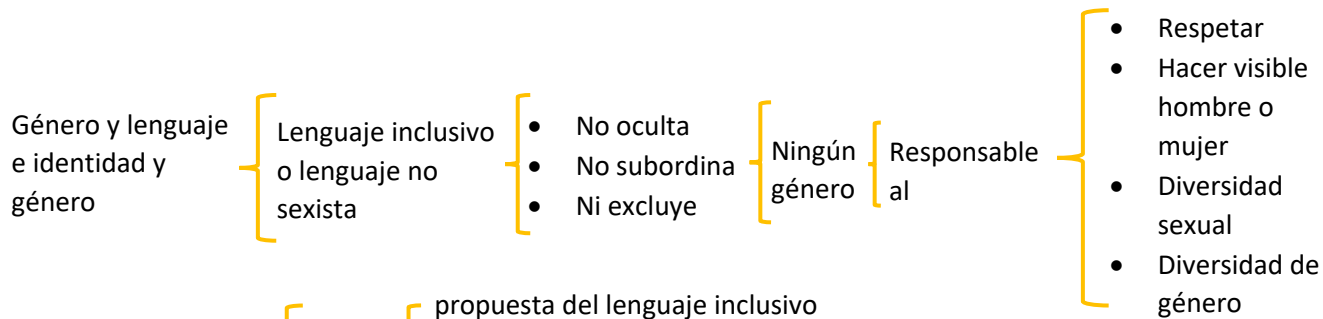 Género y lenguaje
e identidad y
género
Lenguaje inclusivo
o lenguaje no
sexista
• No oculta
• No subordina
• Ni excluye
Ningún
género
Responsable
al
• Respetar
• Hacer visible
hombre o
mujer
• Diversidad
sexual
• Diversidad de
género
propuesta del lenguaje inclusivo